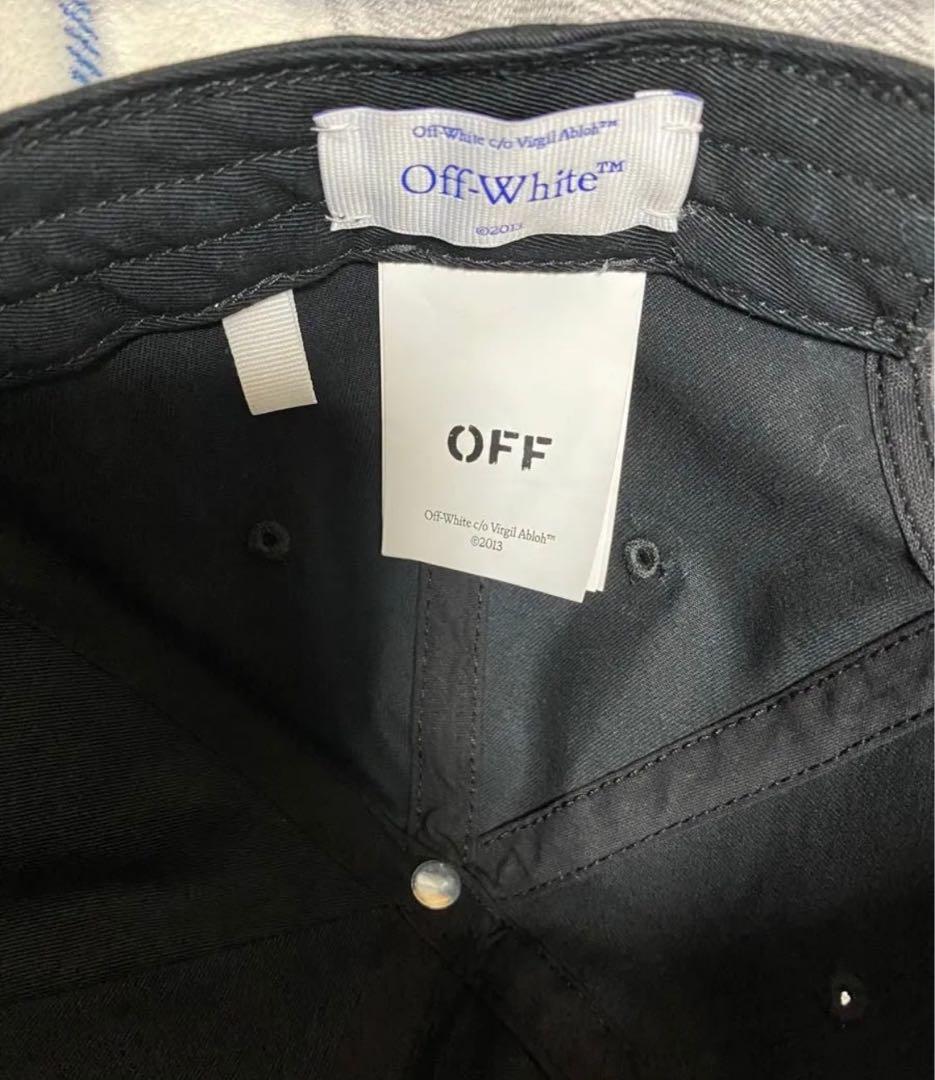 Off-White c/o Virgil Abloh™
Off-White™
©2013
OFF
Off-White c/o Virgil Abloh™
©2013